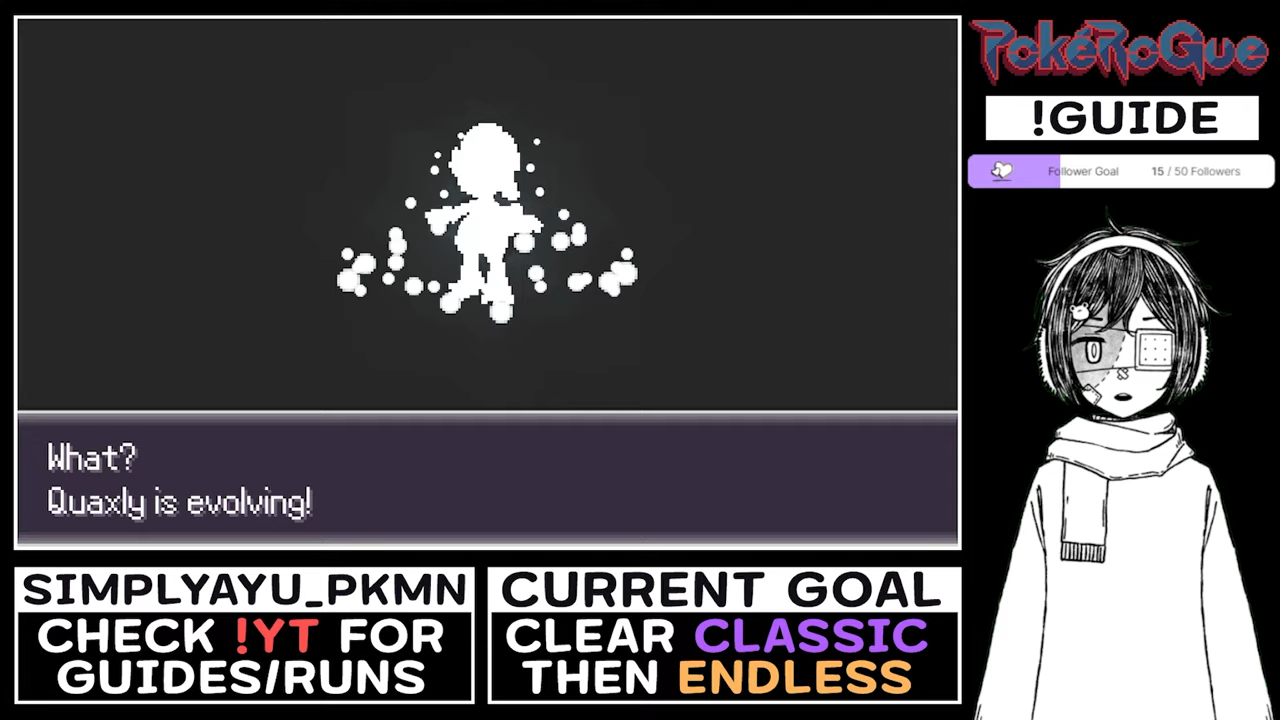 PokéRogue
!GUIDE
Follower Goal 15 / 50 Followers
What?
Quaxly is evolving!
SIMPLYAYU_PKMN
CHECK !YT FOR
GUIDES/RUNS
CURRENT GOAL
CLEAR CLASSIC
THEN ENDLESS